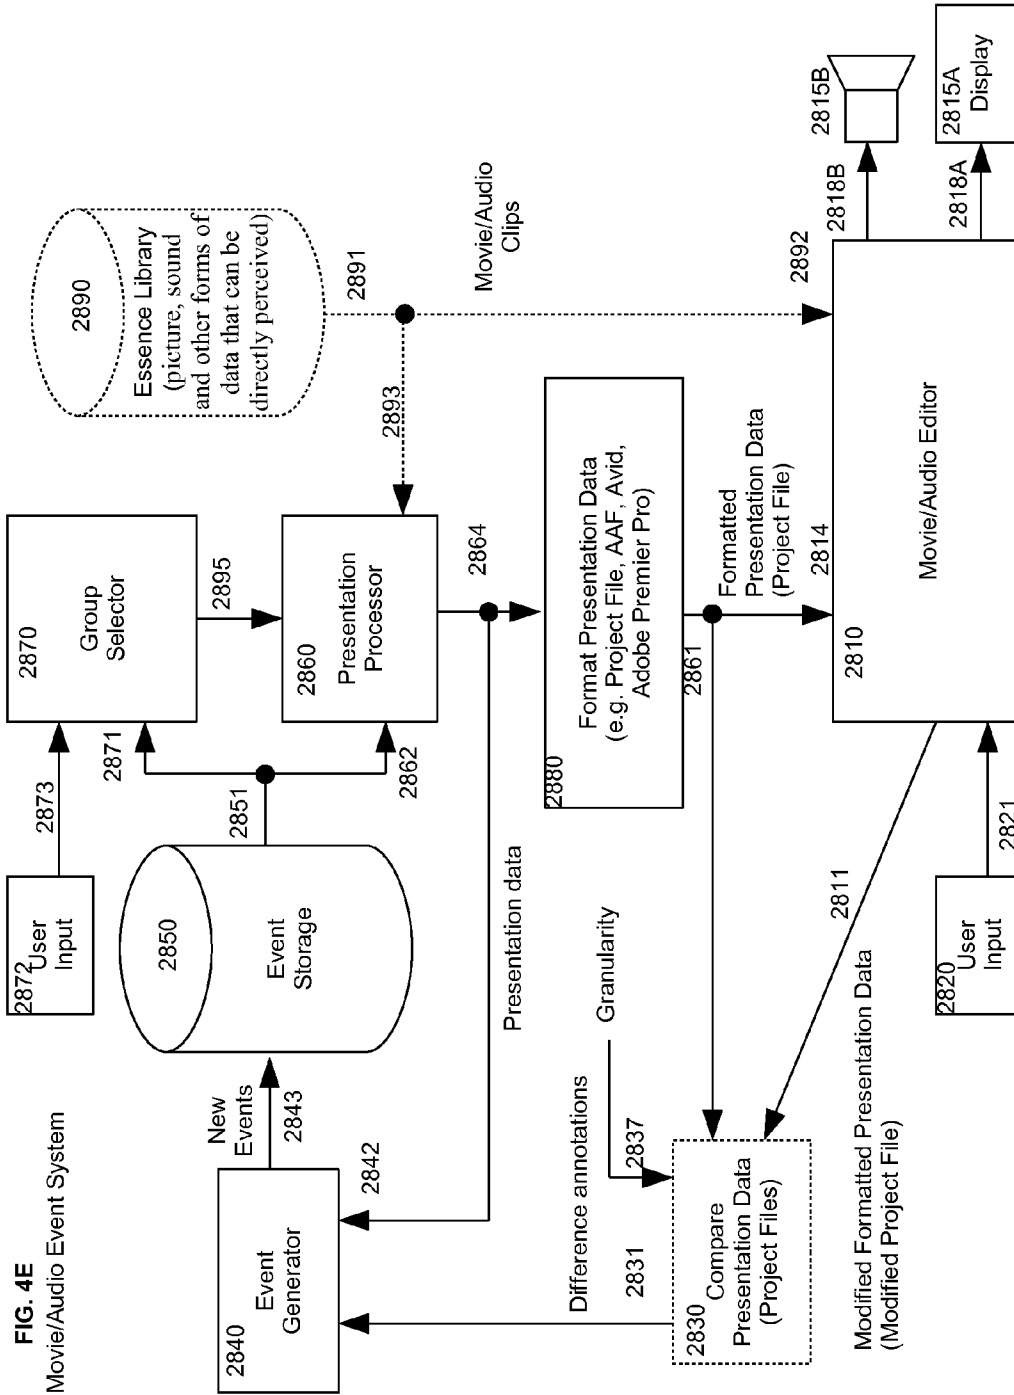 FIG. 4E
Movie/Audio Event System
2872
User
Input
2873
2870
Group
Selector
2871
2895
2850
Event
Storage
2851
2862
2860
Presentation
Processor
2890
Essence Library
(picture, sound
and other forms of
data that can be
directly perceived)
2891
2893
Movie/Audio
Clips
2892
2840
Event
Generator
New
Events
2843
2842
Presentation data
2864
2880
Format Presentation Data
(e.g. Project File, AAF, Avid,
Adobe Premier Pro)
2861
Formatted
Presentation Data
(Project File)
2814
Granularity
2837
Difference annotations
2831
2830
Compare
Presentation Data
(Project Files)
Modified Formatted Presentation Data
(Modified Project File)
2811
2820
User
Input
2821
2810
Movie/Audio Editor
2818B
2815B
2818A
2815A
Display